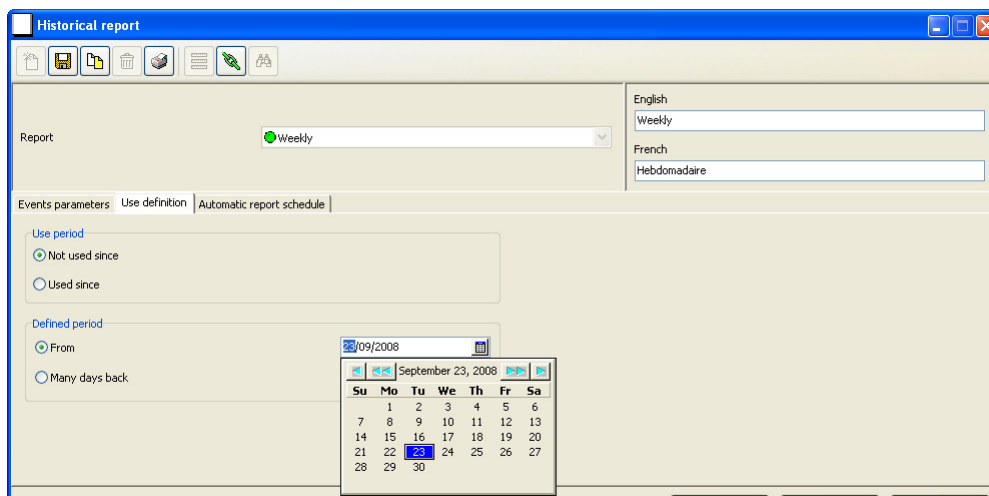 Historical report
English
Weekly
Report
Weekly
French
Hebdomadaire
Events parameters Use definition Automatic report schedule
Use period
Not used since
Used since
Defined period
From 23/09/2008
Many days back
September 23, 2008
Su Mo Tu We Th Fr Sa
1 2 3 4 5 6
7 8 9 10 11 12 13
14 15 16 17 18 19 20
21 22 23 24 25 26 27
28 29 30